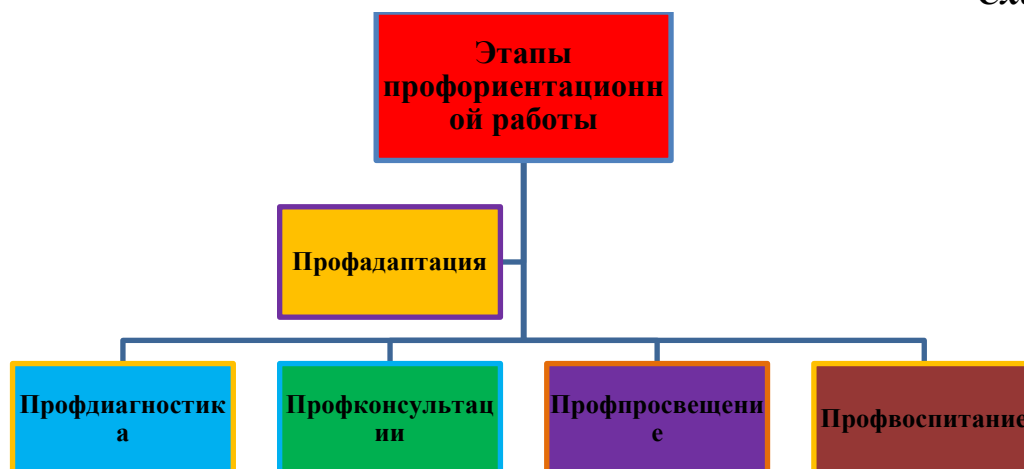 Этапы
профориентационн
ой работы
Профадаптация
Профдиагностик
а
Профконсультац
ии
Профпросвещени
е
Профвоспитание